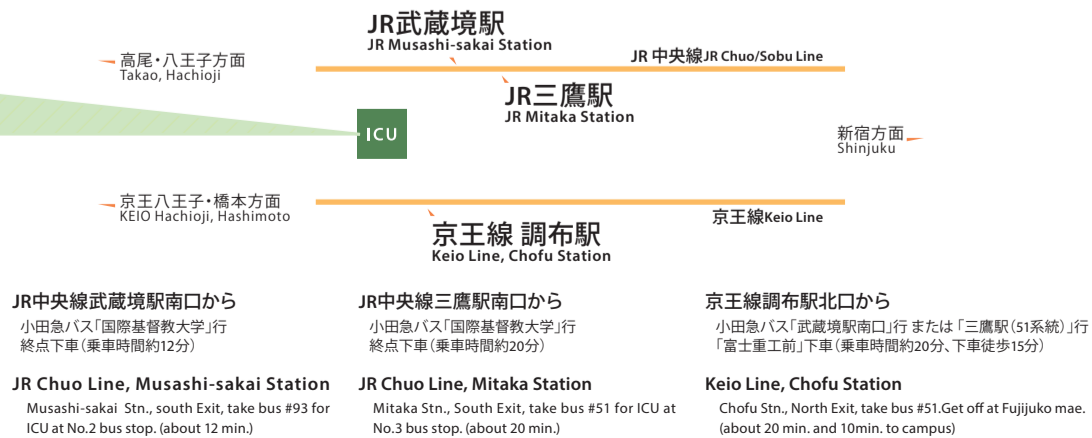 JR武蔵境駅
JR Musashi-sakai Station
高尾・八王子方面
Takao, Hachioji
JR 中央線JR Chuo/Sobu Line
JR三鷹駅
JR Mitaka Station
ICU
新宿方面
Shinjuku
京王八王子・橋本方面
KEIO Hachioji, Hashimoto
京王線Keio Line
京王線 調布駅
Keio Line, Chofu Station
JR中央線武蔵境駅南口から
小田急バス「国際基督教大学」行
終点下車(乗車時間約12分)
JR Chuo Line, Musashi-sakai Station
Musashi-sakai Stn., south Exit, take bus #93 for
ICU at No.2 bus stop. (about 12 min.)
JR中央線三鷹駅南口から
小田急バス「国際基督教大学」行
終点下車(乗車時間約20分)
JR Chuo Line, Mitaka Station
Mitaka Stn., South Exit, take bus #51 for ICU at
No.3 bus stop. (about 20 min.)
京王線調布駅北口から
小田急バス「武蔵境駅南口」行 または 「三鷹駅(51系統)」行
「富士重工前」下車(乗車時間約20分、下車徒歩15分)
Keio Line, Chofu Station
Chofu Stn., North Exit, take bus #51.Get off at Fujijuko mae.
(about 20 min. and 10min. to campus)